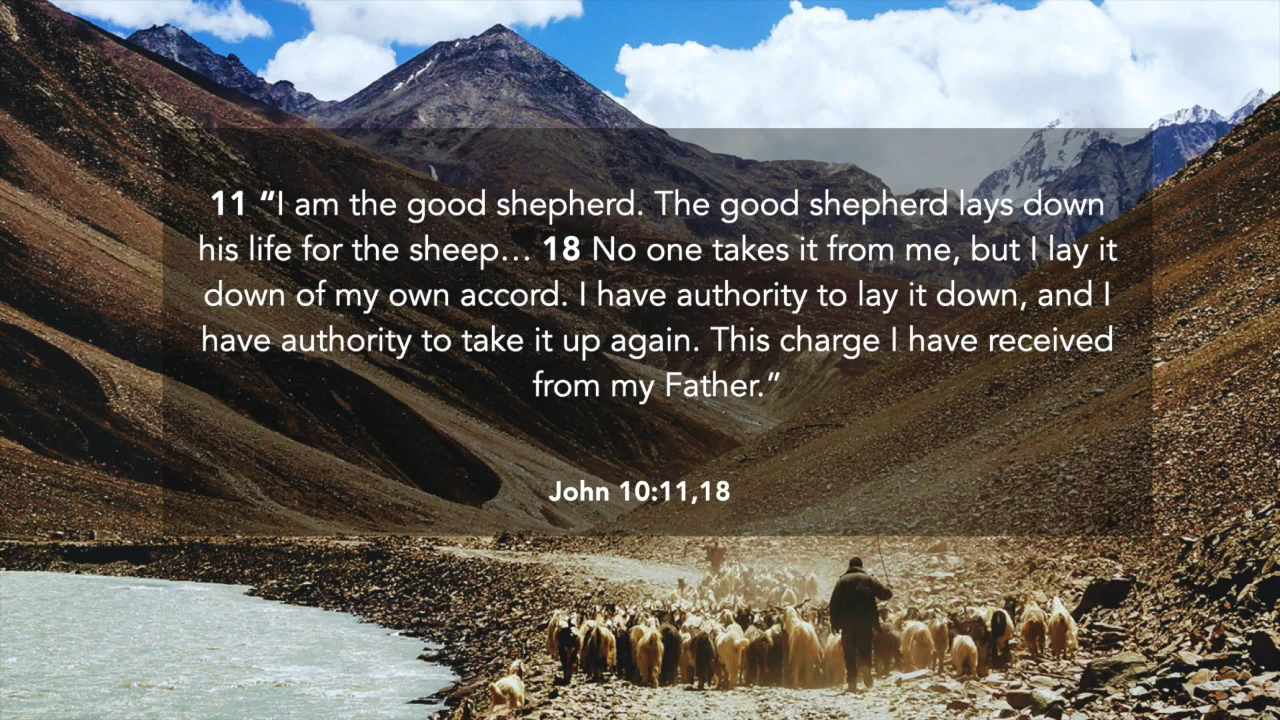 11 “I am the good shepherd. The good shepherd lays down
his life for the sheep… 18 No one takes it from me, but I lay it
down of my own accord. I have authority to lay it down, and I
have authority to take it up again. This charge I have received
from my Father.”
John 10:11,18